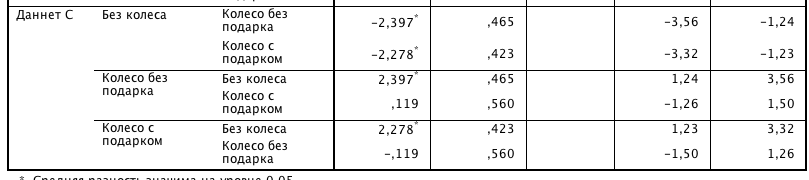 Даннет С Без колеса Колесо без подарка -2,397* ,465 -3,56 -1,24
Колесо с подарком -2,278* ,423 -3,32 -1,23
Колесо без подарка Без колеса 2,397* ,465 1,24 3,56
Колесо с подарком ,119 ,560 -1,26 1,50
Колесо с подарком Без колеса 2,278* ,423 1,23 3,32
Колесо без подарка -,119 ,560 -1,50 1,26
*. Средняя разность значима на уровне 0.05